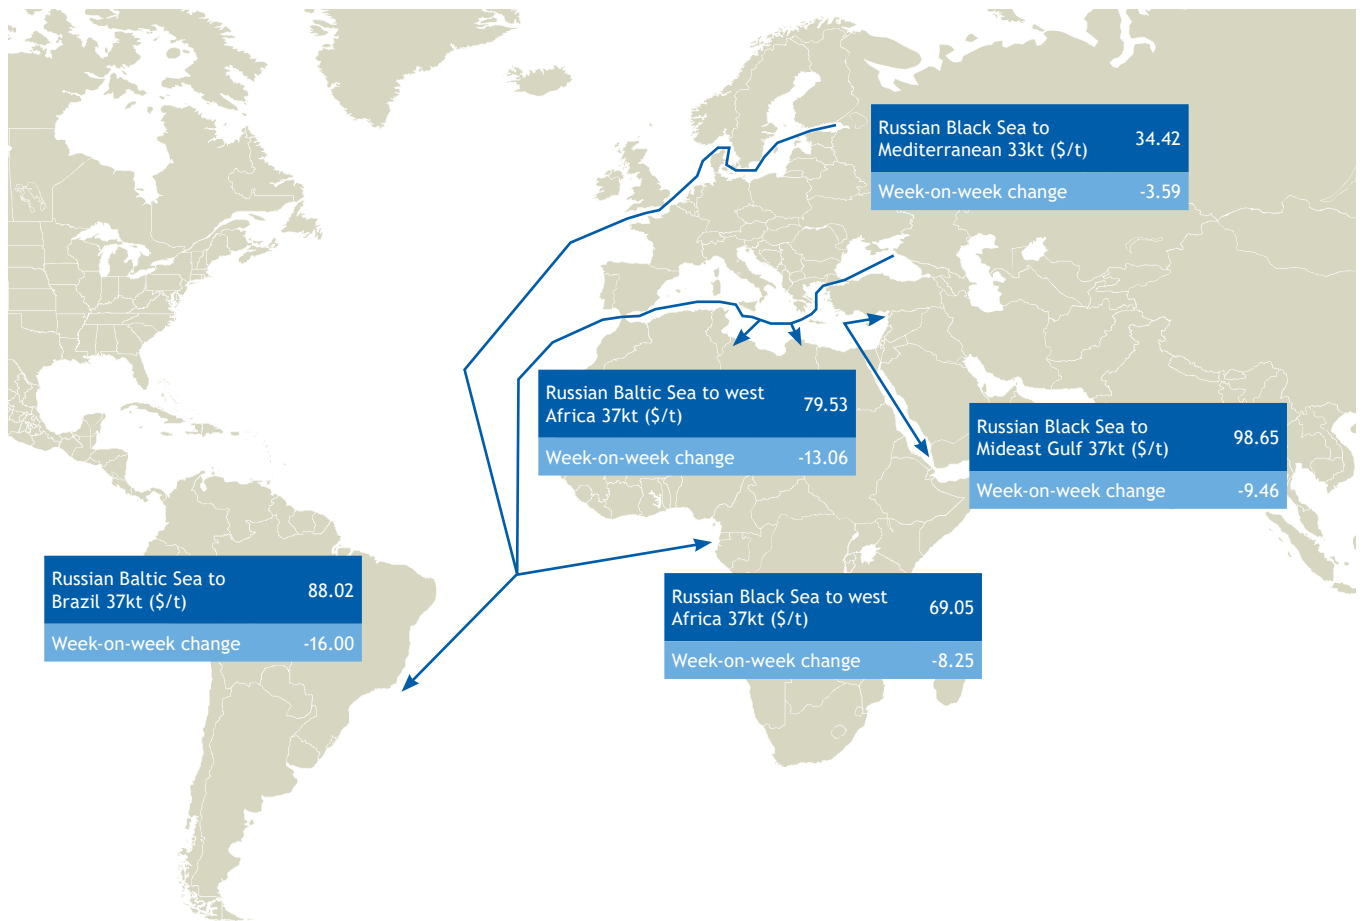 Russian Black Sea to
Mediterranean 33kt ($/t)
34.42
Week-on-week change
-3.59
Russian Baltic Sea to west
Africa 37kt ($/t)
79.53
Week-on-week change
-13.06
Russian Black Sea to
Mideast Gulf 37kt ($/t)
98.65
Week-on-week change
-9.46
Russian Baltic Sea to
Brazil 37kt ($/t)
88.02
Week-on-week change
-16.00
Russian Black Sea to west
Africa 37kt ($/t)
69.05
Week-on-week change
-8.25